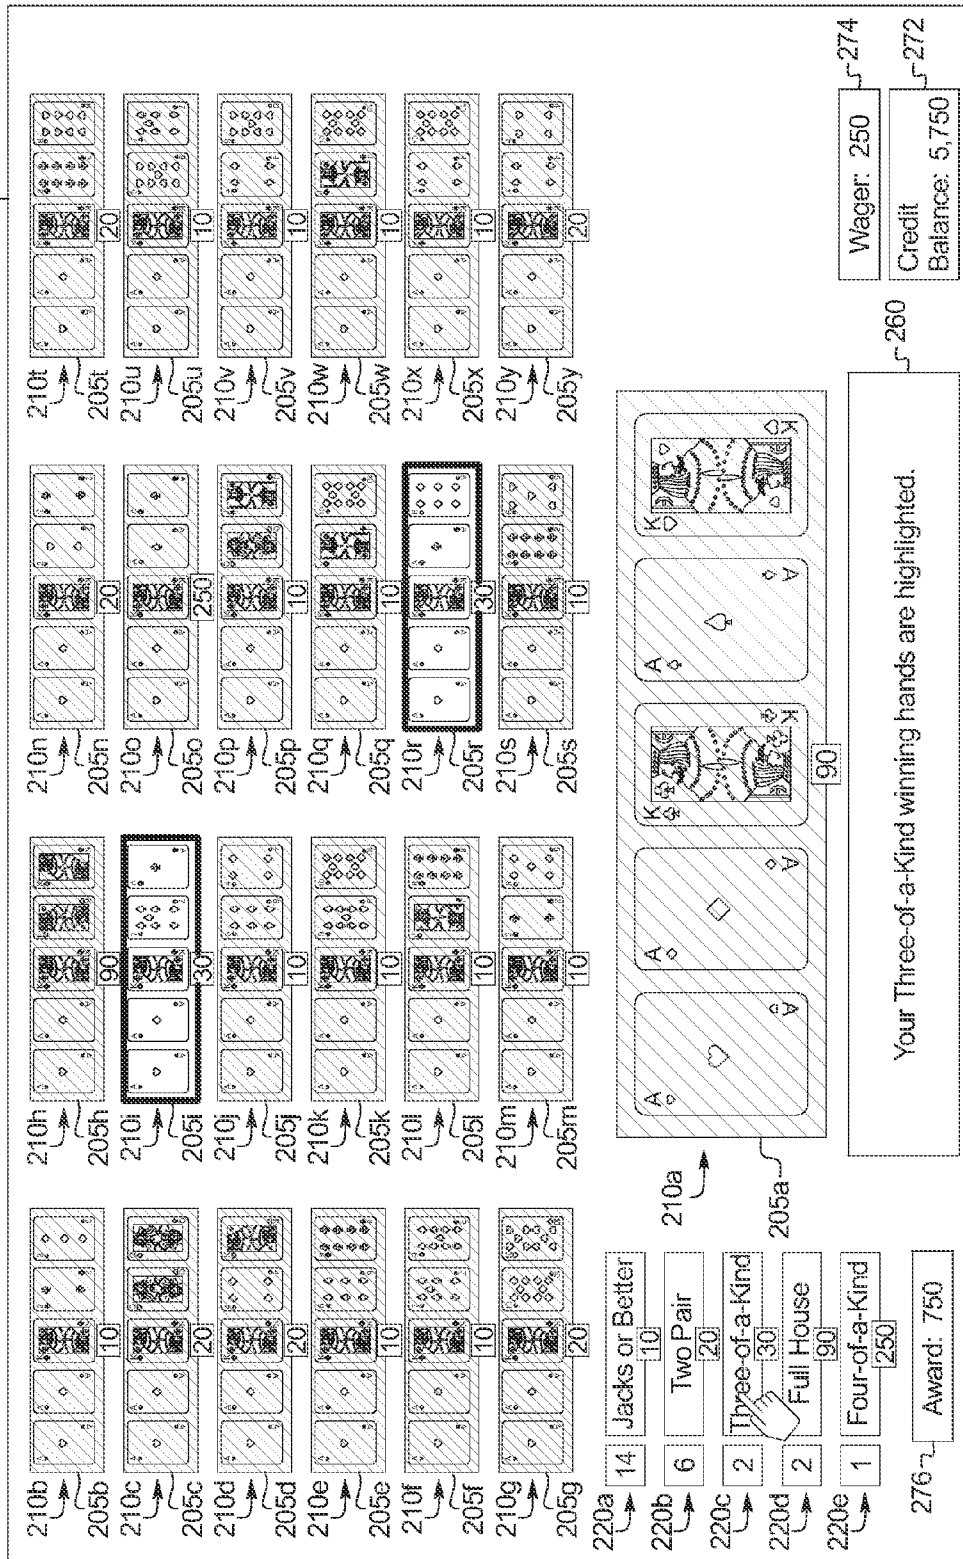 210b 210h 210n 210t
205b 205h 205n 205t
10 90 20 20
210c 210i 210o 210u
205c 205i 205o 205u
20 30 250 10
210d 210j 210p 210v
205d 205j 205p 205v
20 10 10 10
210e 210k 210q 210w
205e 205k 205q 205w
10 10 10 10
210f 210l 210r 210x
205f 205l 205r 205x
10 10 30 10
210g 210m 210s 210y
205g 205m 205s 205y
20 10 10 20
220a 14 Jacks or Better
10
220b 6 Two Pair
20
220c 2 Three-of-a-Kind
30
220d 2 Full House
90
220e 1 Four-of-a-Kind
250
210a
205a
A A K A K
A A K A K
90
276 Award: 750
Your Three-of-a-Kind winning hands are highlighted.
260
Wager: 250
274
Credit
Balance: 5,750
272